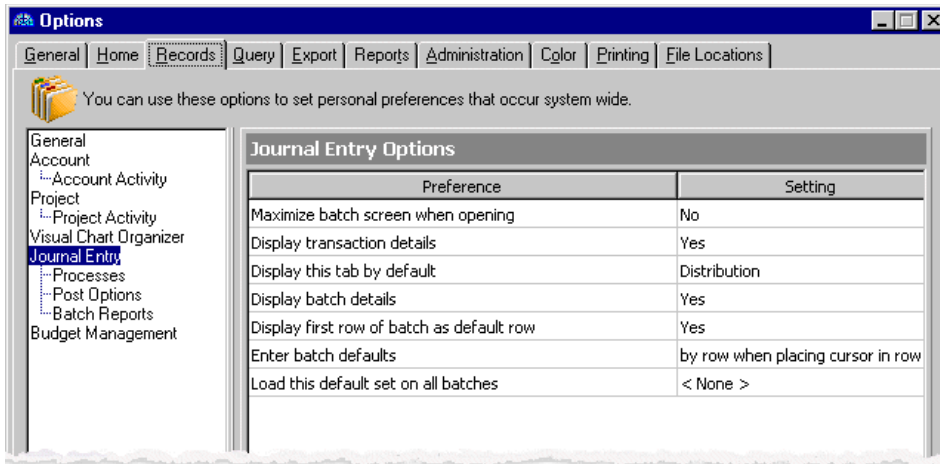 Options
General Home Records Query Export Reports Administration Color Printing File Locations
You can use these options to set personal preferences that occur system wide.
General
Account
Account Activity
Project
Project Activity
Visual Chart Organizer
Journal Entry
Processes
Post Options
Batch Reports
Budget Management
Journal Entry Options
Preference Setting
Maximize batch screen when opening No
Display transaction details Yes
Display this tab by default Distribution
Display batch details Yes
Display first row of batch as default row Yes
Enter batch defaults by row when placing cursor in row
Load this default set on all batches < None >